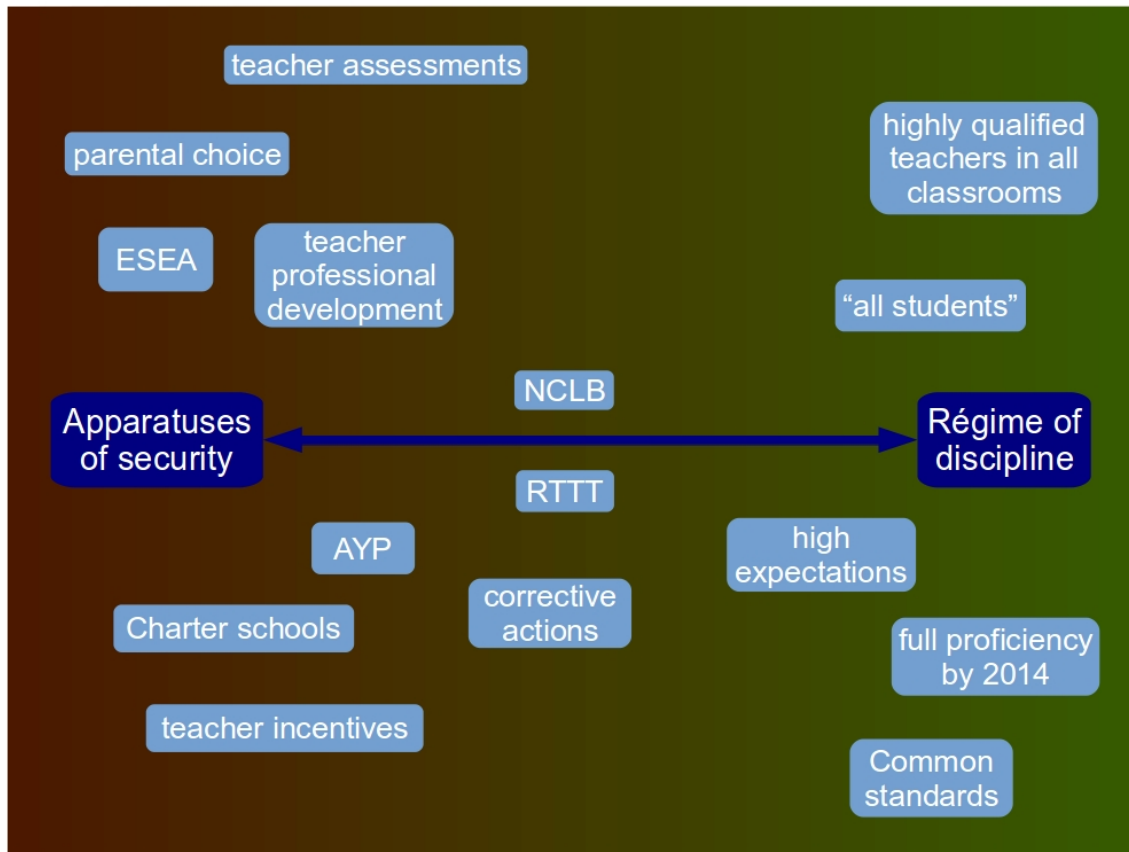 teacher assessments
parental choice
highly qualified
teachers in all
classrooms
ESEA
teacher
professional
development
“all students”
NCLB
Apparatuses
of security
Régime of
discipline
RTTT
AYP
high
expectations
corrective
actions
Charter schools
full proficiency
by 2014
teacher incentives
Common
standards